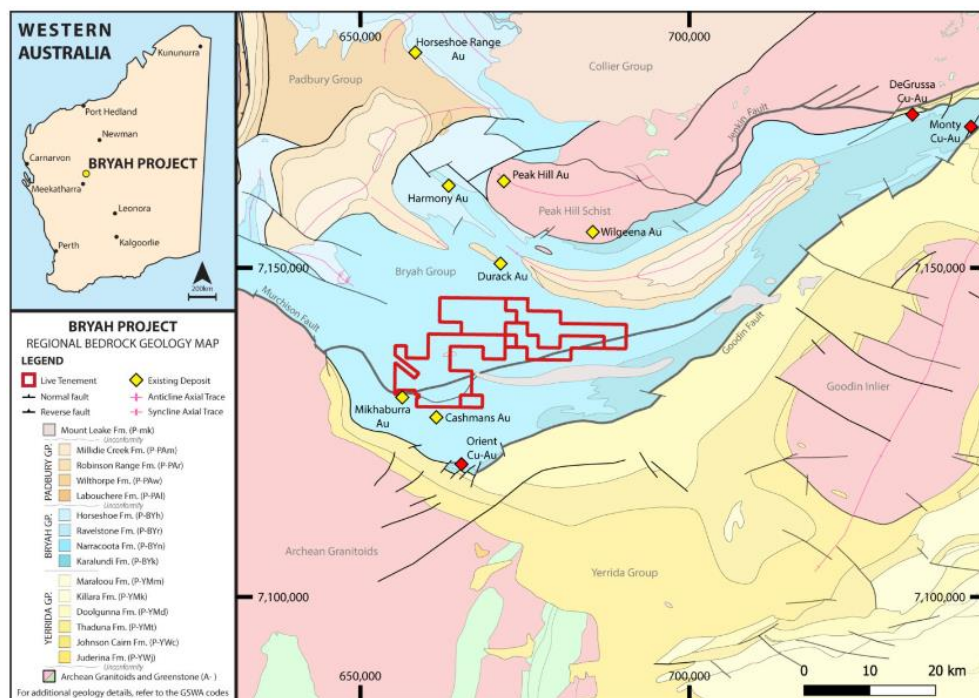 WESTERN
AUSTRALIA
Kununurra
Port Hedland
Newman
Carnarvon
BRYAH PROJECT
Meekatharra
Leonora
Perth
Kalgoorlie
200km
BRYAH PROJECT
REGIONAL BEDROCK GEOLOGY MAP
LEGEND
Live Tenement
Existing Deposit
Normal fault
Anticline Axial Trace
Reverse fault
Syncline Axial Trace
Mount Leake Fm. (P-mk)
Unconformity
PADBURY GP.
Millidie Creek Fm. (P-PAm)
Robinson Range Fm. (P-PAr)
Wilthorpe Fm. (P-PAw)
Labouchere Fm. (P-PAl)
Unconformity
BRYAH GP.
Horseshoe Fm. (P-BYh)
Ravelstone Fm. (P-BYr)
Narracoota Fm. (P-BYn)
Karalundi Fm. (P-BYk)
YERRIDA GP.
Maraloou Fm. (P-YMm)
Killara Fm. (P-YMk)
Doolgunna Fm. (P-YMd)
Thaduna Fm. (P-YMt)
Johnson Cairn Fm. (P-YWc)
Juderina Fm. (P-YWj)
Unconformity
Archean Granitoids and Greenstone (A- )
For additional geology details, refer to the GSWA codes
650,000
700,000
Horseshoe Range
Au
Padbury Group
Collier Group
DeGrussa
Cu-Au
Jenkin Fault
Monty
Cu-Au
Peak Hill Au
Harmony Au
Peak Hill Schist
Wilgeena Au
7,150,000
Bryah Group
Durack Au
7,150,000
Murchison Fault
Goodin Fault
Goodin Inlier
Mikhaburra
Au
Cashmans Au
Orient
Cu-Au
Archean Granitoids
Yerrida Group
7,100,000
7,100,000
650,000
700,000
0
10
20 km